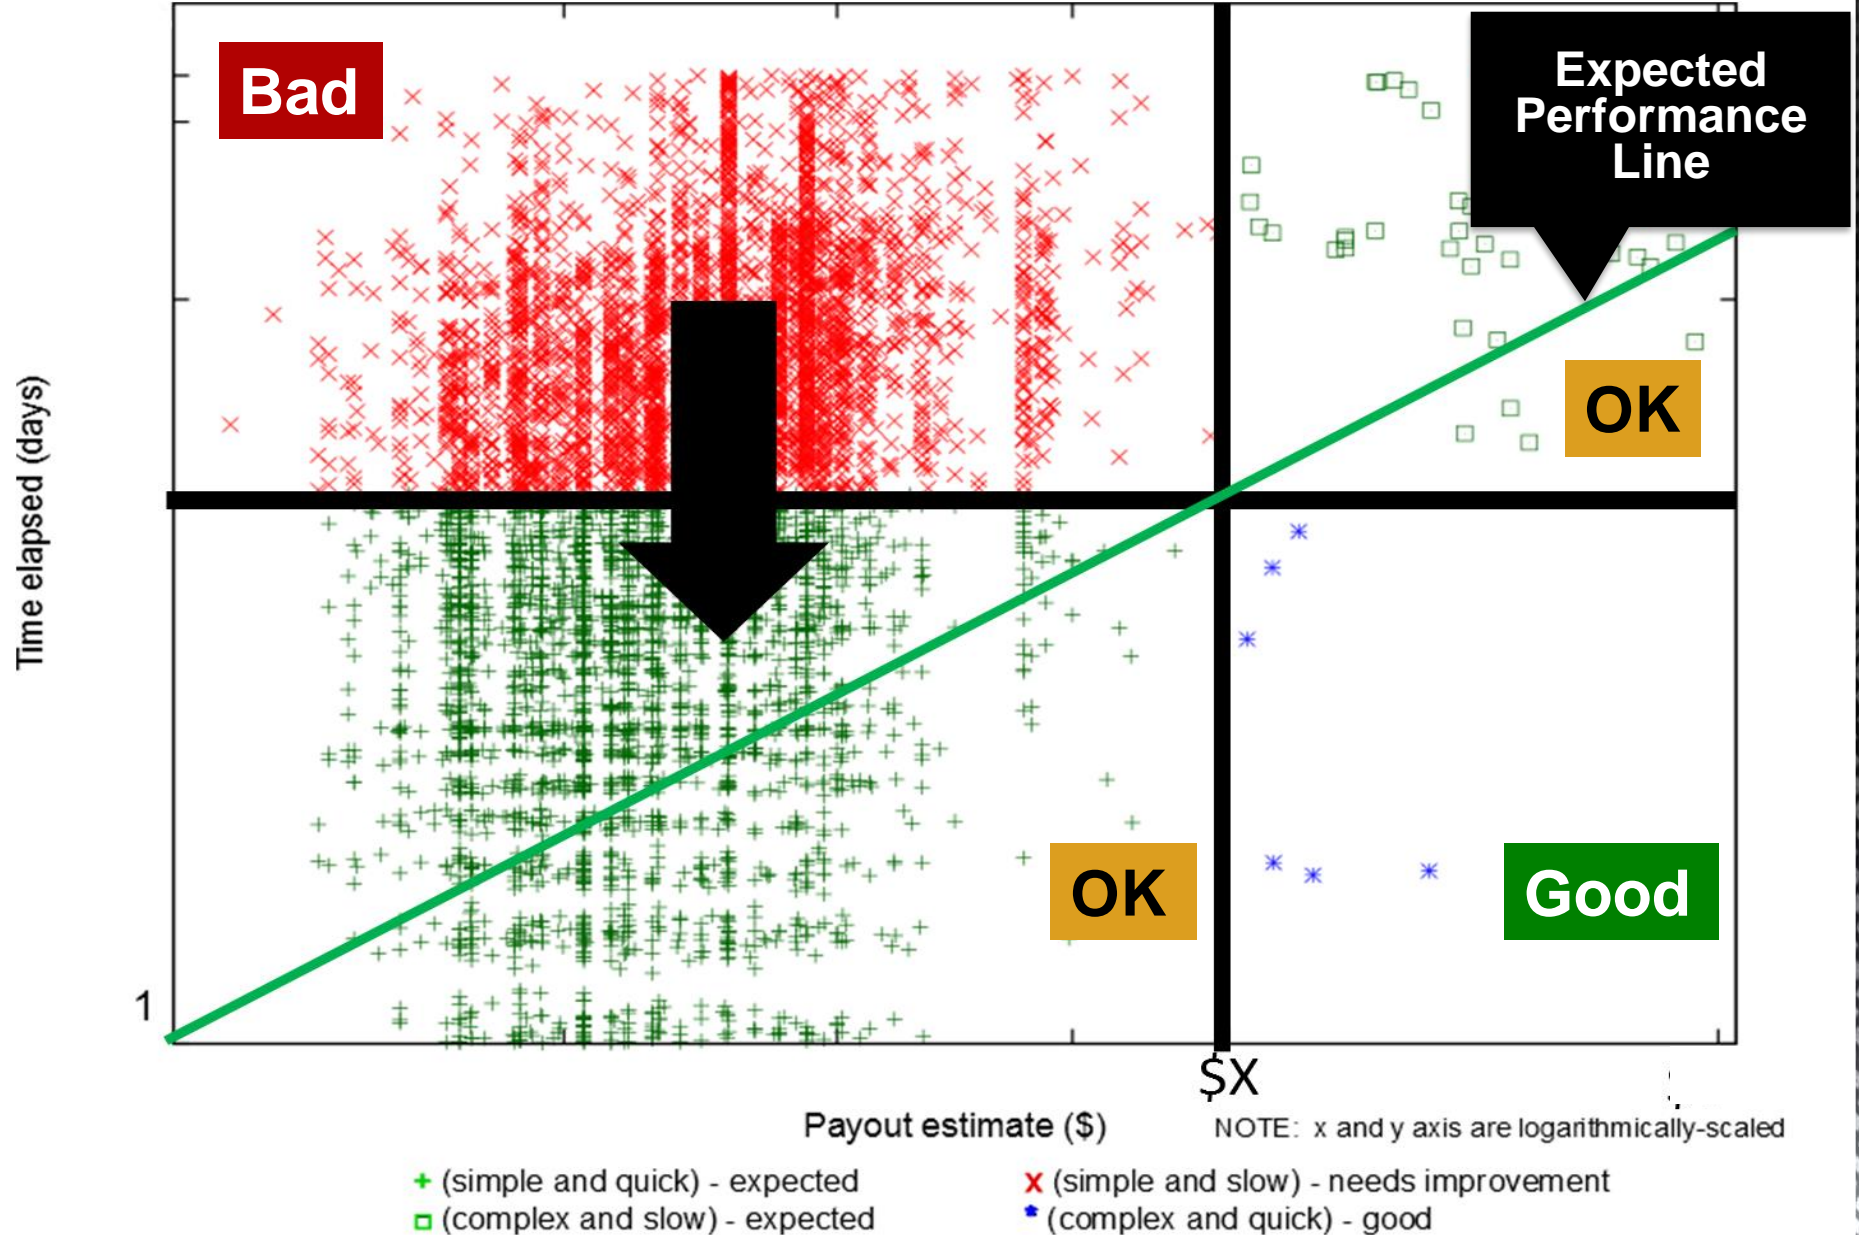 Bad
Expected
Performance
Line
OK
OK
Good
Time elapsed (days)
1
$X
Payout estimate ($)
NOTE: x and y axis are logarithmically-scaled
(simple and quick) - expected
(simple and slow) - needs improvement
(complex and slow) - expected
(complex and quick) - good